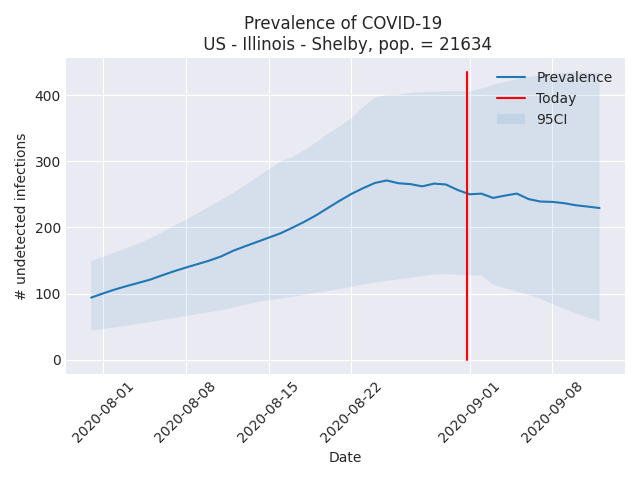 Prevalence of COVID-19
US - Illinois - Shelby, pop. = 21634
# undetected infections
400
300
200
100
0
Prevalence
Today
95CI
2020-08-01
2020-08-08
2020-08-15
2020-08-22
2020-09-01
2020-09-08
Date